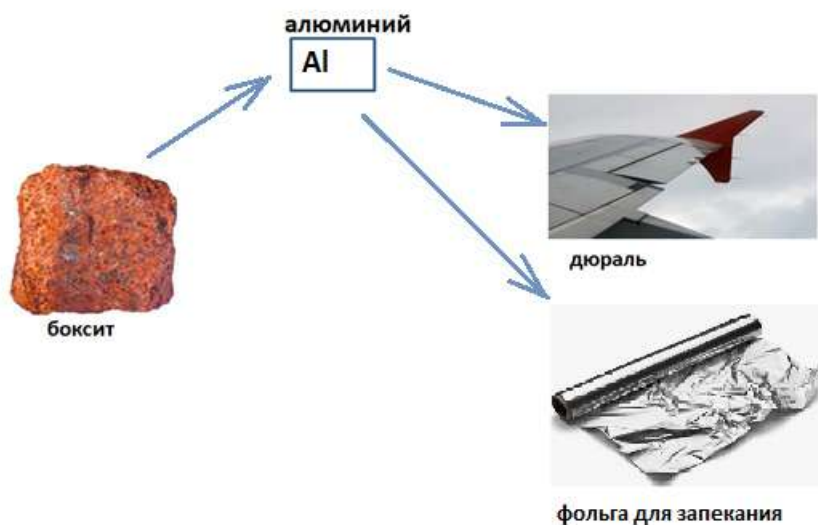 алюминий
Al
боксит
дюраль
фольга для запекания